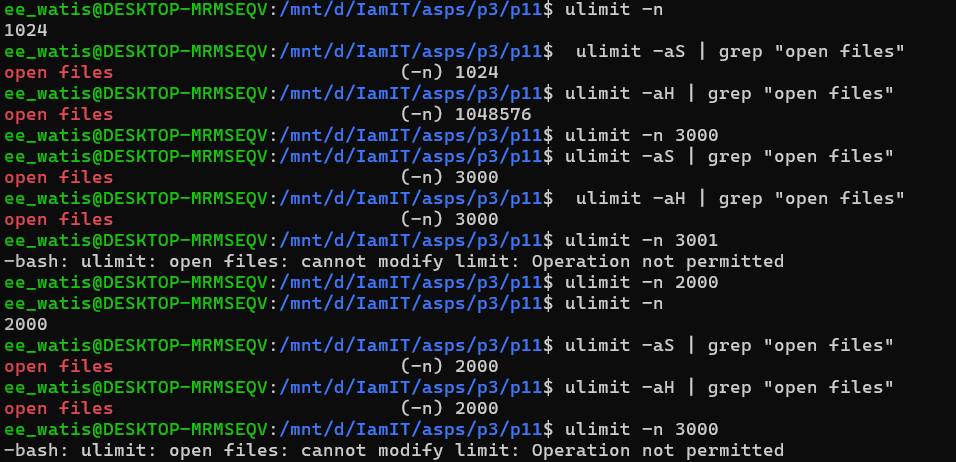 ee_watis@DESKTOP-MRMSEQV:/mnt/d/IamIT/asps/p3/p11$ ulimit -n
1024
ee_watis@DESKTOP-MRMSEQV:/mnt/d/IamIT/asps/p3/p11$  ulimit -aS | grep "open files"
open files                          (-n) 1024
ee_watis@DESKTOP-MRMSEQV:/mnt/d/IamIT/asps/p3/p11$ ulimit -aH | grep "open files"
open files                          (-n) 1048576
ee_watis@DESKTOP-MRMSEQV:/mnt/d/IamIT/asps/p3/p11$ ulimit -n 3000
ee_watis@DESKTOP-MRMSEQV:/mnt/d/IamIT/asps/p3/p11$ ulimit -aS | grep "open files"
open files                          (-n) 3000
ee_watis@DESKTOP-MRMSEQV:/mnt/d/IamIT/asps/p3/p11$  ulimit -aH | grep "open files"
open files                          (-n) 3000
ee_watis@DESKTOP-MRMSEQV:/mnt/d/IamIT/asps/p3/p11$ ulimit -n 3001
-bash: ulimit: open files: cannot modify limit: Operation not permitted
ee_watis@DESKTOP-MRMSEQV:/mnt/d/IamIT/asps/p3/p11$ ulimit -n 2000
ee_watis@DESKTOP-MRMSEQV:/mnt/d/IamIT/asps/p3/p11$ ulimit -n
2000
ee_watis@DESKTOP-MRMSEQV:/mnt/d/IamIT/asps/p3/p11$ ulimit -aS | grep "open files"
open files                          (-n) 2000
ee_watis@DESKTOP-MRMSEQV:/mnt/d/IamIT/asps/p3/p11$ ulimit -aH | grep "open files"
open files                          (-n) 2000
ee_watis@DESKTOP-MRMSEQV:/mnt/d/IamIT/asps/p3/p11$ ulimit -n 3000
-bash: ulimit: open files: cannot modify limit: Operation not permitted